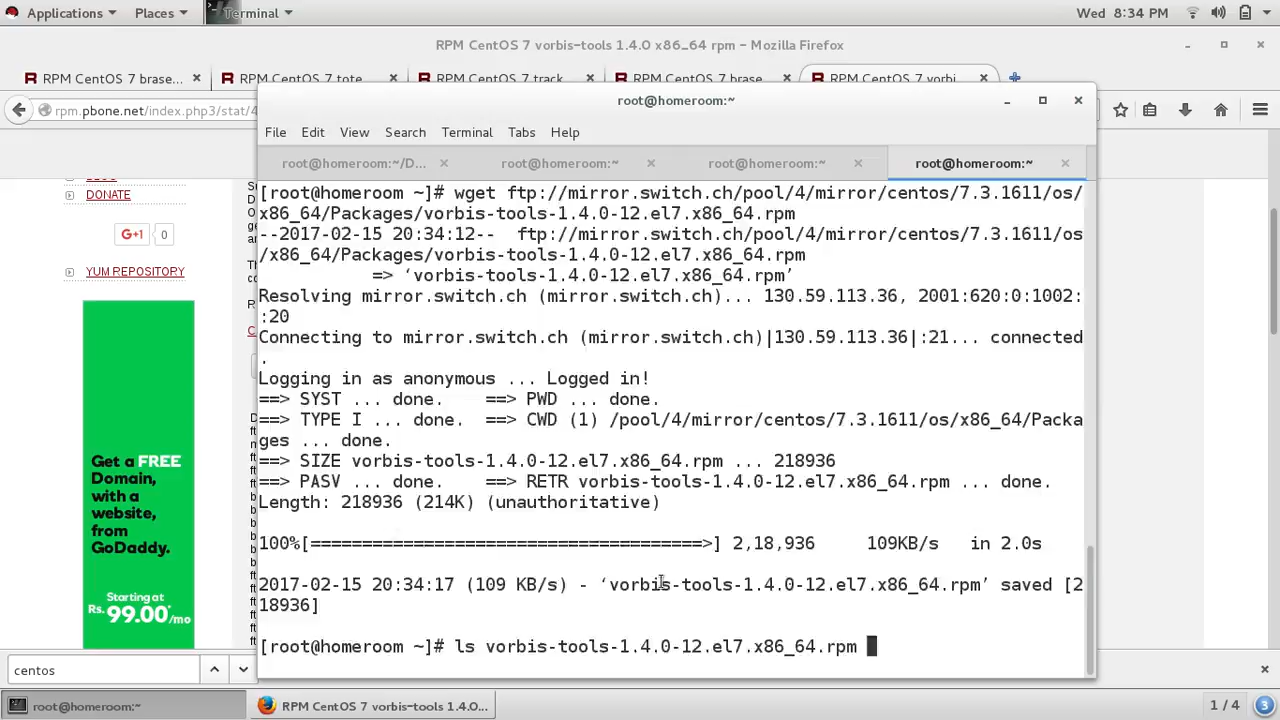 Applications Places Terminal Wed 8:34 PM
RPM CentOS 7 vorbis-tools 1.4.0 x86_64 rpm - Mozilla Firefox
RPM CentOS 7 brase... RPM CentOS 7 tote RPM CentOS 7 track RPM CentOS 7 brase RPM CentOS 7 vorbi
rpm.pbone.net/index.php3/stat/4
root@homeroom:~
File Edit View Search Terminal Tabs Help
root@homeroom:~/D... root@homeroom:~ root@homeroom:~ root@homeroom:~
[root@homeroom ~]# wget ftp://mirror.switch.ch/pool/4/mirror/centos/7.3.1611/os/
x86_64/Packages/vorbis-tools-1.4.0-12.el7.x86_64.rpm
--2017-02-15 20:34:12--  ftp://mirror.switch.ch/pool/4/mirror/centos/7.3.1611/os
/x86_64/Packages/vorbis-tools-1.4.0-12.el7.x86_64.rpm
=> ‘vorbis-tools-1.4.0-12.el7.x86_64.rpm’
Resolving mirror.switch.ch (mirror.switch.ch)... 130.59.113.36, 2001:620:0:1002:
:20
Connecting to mirror.switch.ch (mirror.switch.ch)|130.59.113.36|:21... connected
.
Logging in as anonymous ... Logged in!
==> SYST ... done.    ==> PWD ... done.
==> TYPE I ... done.  ==> CWD (1) /pool/4/mirror/centos/7.3.1611/os/x86_64/Packa
ges ... done.
==> SIZE vorbis-tools-1.4.0-12.el7.x86_64.rpm ... 218936
==> PASV ... done.    ==> RETR vorbis-tools-1.4.0-12.el7.x86_64.rpm ... done.
Length: 218936 (214K) (unauthoritative)
100%[======================================>] 2,18,936     109KB/s   in 2.0s
2017-02-15 20:34:17 (109 KB/s) - ‘vorbis-tools-1.4.0-12.el7.x86_64.rpm’ saved [2
18936]
[root@homeroom ~]# ls vorbis-tools-1.4.0-12.el7.x86_64.rpm
DONATE
G+1 0
YUM REPOSITORY
Get a FREE
Domain,
with a
website,
from
GoDaddy.
Starting at
Rs. 99.00*/mo
centos
root@homeroom:~ RPM CentOS 7 vorbis-tools 1.4.0... 1 / 4 3